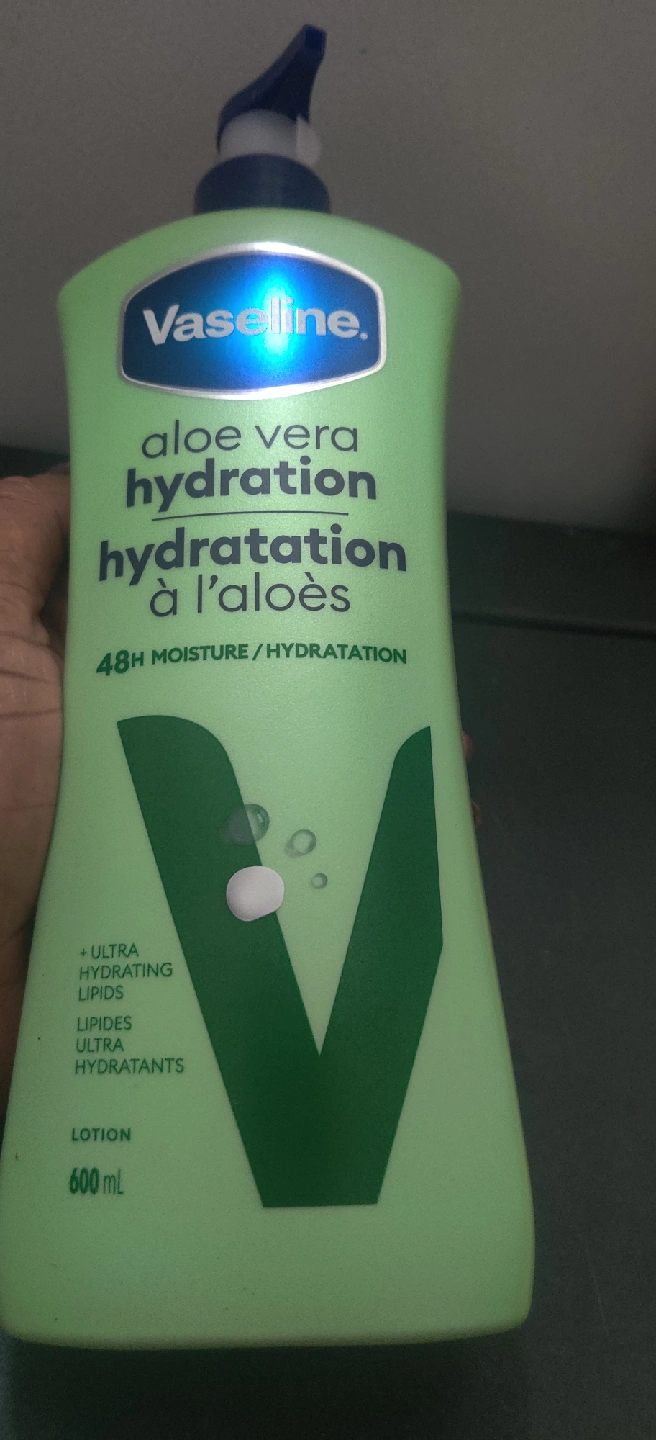 Vaseline.
aloe vera
hydration
hydratation
à l'aloès
48H MOISTURE / HYDRATATION
+ ULTRA
HYDRATING
LIPIDS
LIPIDES
ULTRA
HYDRATANTS
LOTION
600 mL